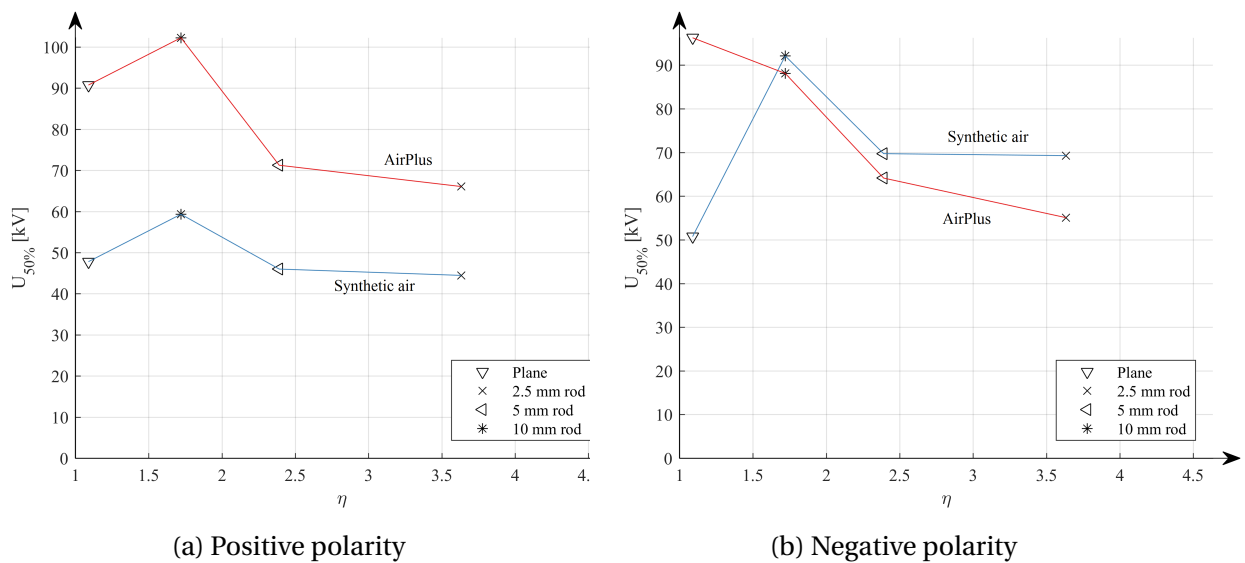 100
90
80
70
60
50
40
30
20
10
0
U50% [kV]
AirPlus
Synthetic air
Plane
2.5 mm rod
5 mm rod
10 mm rod
1 1.5 2 2.5 3 3.5 4 4.
η
(a) Positive polarity
90
80
70
60
50
40
30
20
10
0
U50% [kV]
Synthetic air
AirPlus
Plane
2.5 mm rod
5 mm rod
10 mm rod
1 1.5 2 2.5 3 3.5 4 4.5
η
(b) Negative polarity